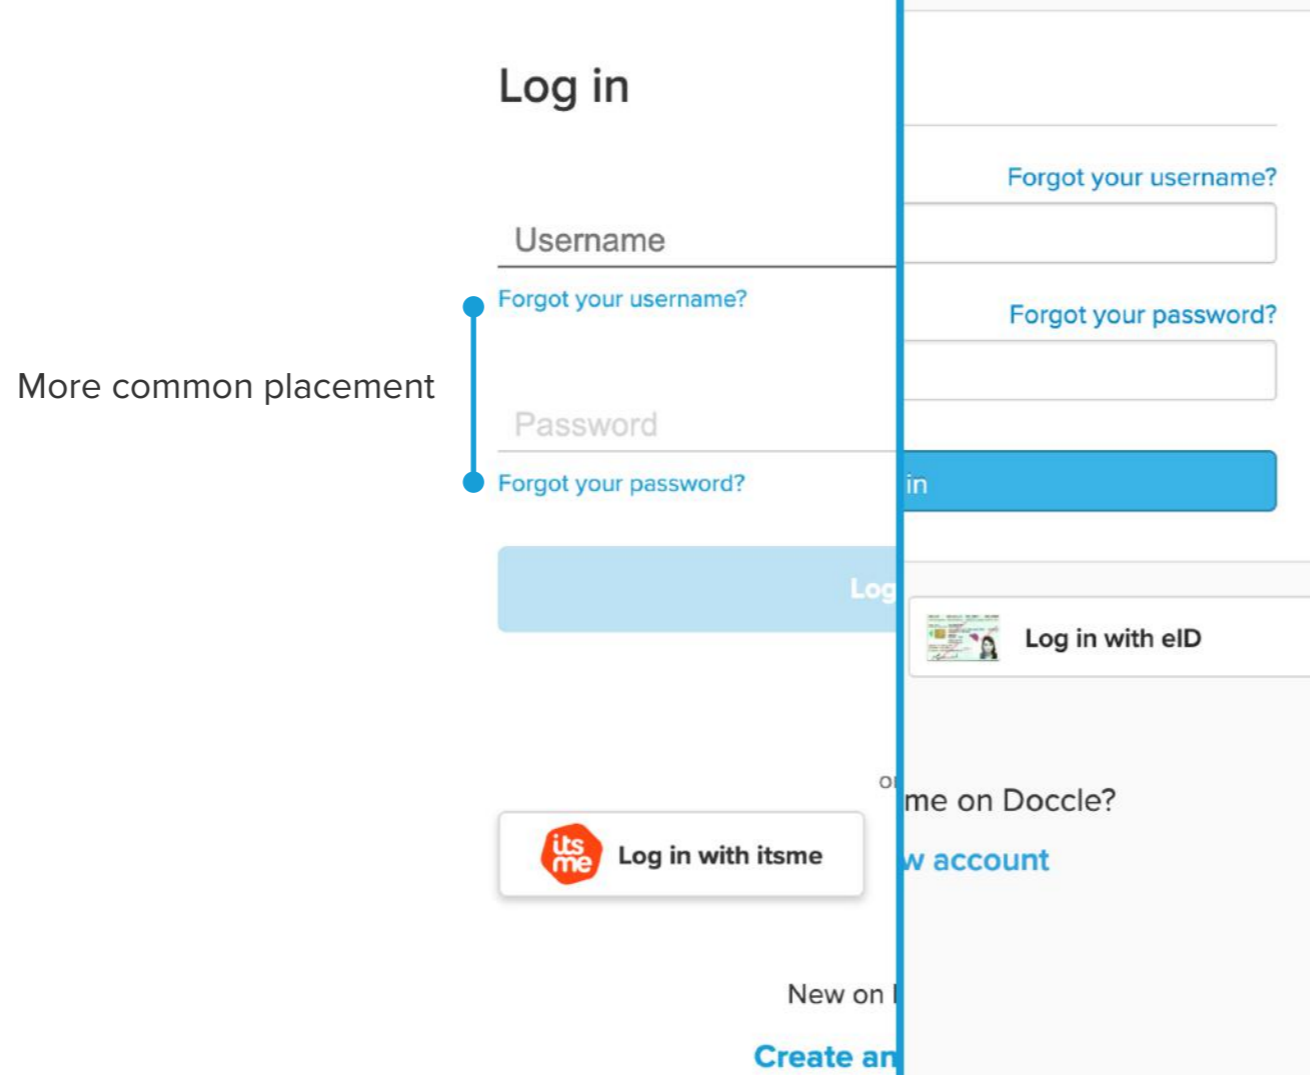 Log in
Username
Forgot your username?
More common placement
Password
Forgot your password?
Log
or
its
me
Log in with itsme
New on
Create an
Forgot your username?
Forgot your password?
in
Log in with eID
me on Doccle?
w account